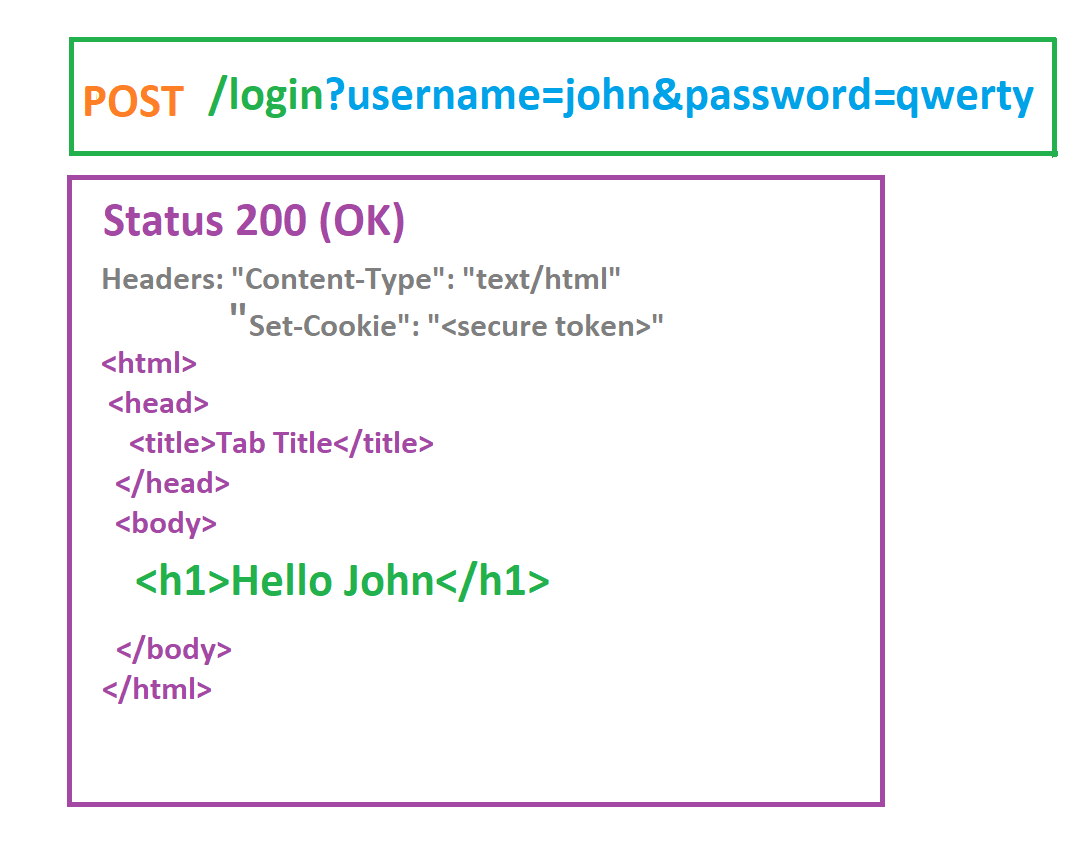 POST /login?username=john&password=qwerty
Status 200 (OK)
Headers: "Content-Type": "text/html"
"Set-Cookie": "<secure token>"
<html>
<head>
<title>Tab Title</title>
</head>
<body>
<h1>Hello John</h1>
</body>
</html>